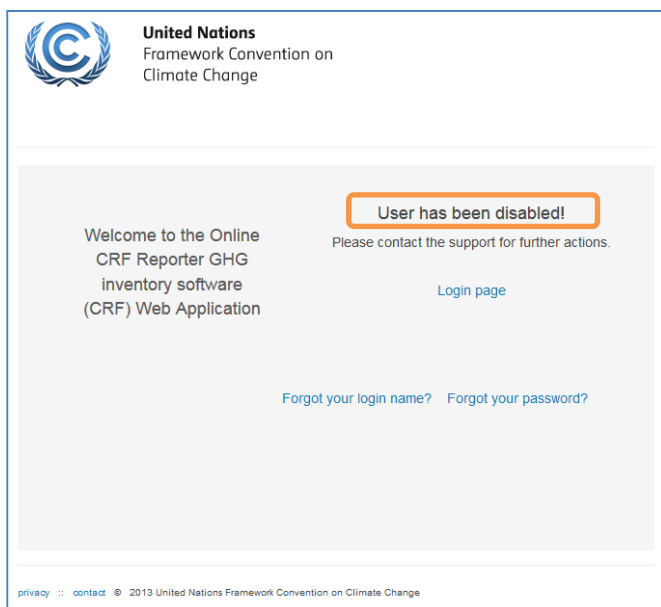 United Nations
Framework Convention on
Climate Change
Welcome to the Online
CRF Reporter GHG
inventory software
(CRF) Web Application
User has been disabled!
Please contact the support for further actions.
Login page
Forgot your login name? Forgot your password?
privacy :: contact © 2013 United Nations Framework Convention on Climate Change